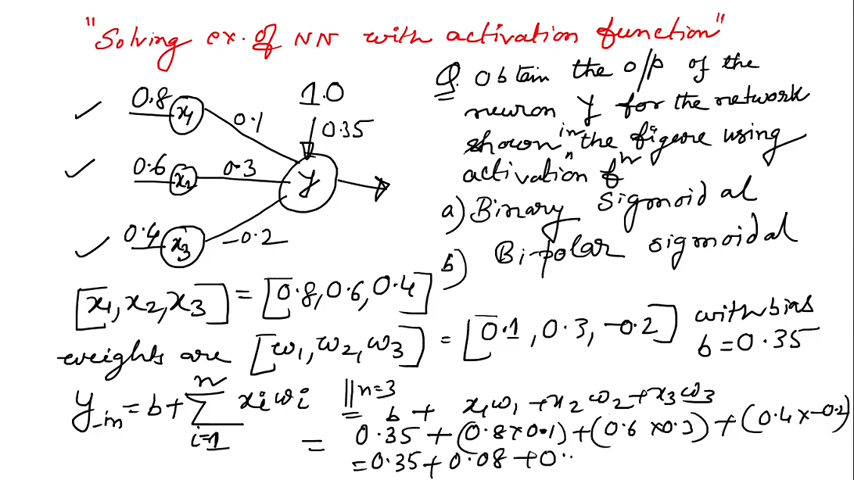 "Solving ex. of NN with activation function"
0.8 x1 0.1
1.0
0.35
0.6 x2 0.3 y
0.4 x3 -0.2
Q. Obtain the o/p of the
neuron Y for the network
shown in the figure using
activation fn
a) Binary Sigmoidal
b) Bi-polar sigmoidal
[x1, x2, x3] = [0.8, 0.6, 0.4]
weights are [w1, w2, w3] = [0.1, 0.3, -0.2] with bias
b = 0.35
y_in = b + n∑i=1 xiwi ||n=3
= b + x1w1 + x2w2 + x3w3
= 0.35 + (0.8×0.1) + (0.6×0.3) + (0.4×-0.2)
= 0.35 + 0.08 + 0..